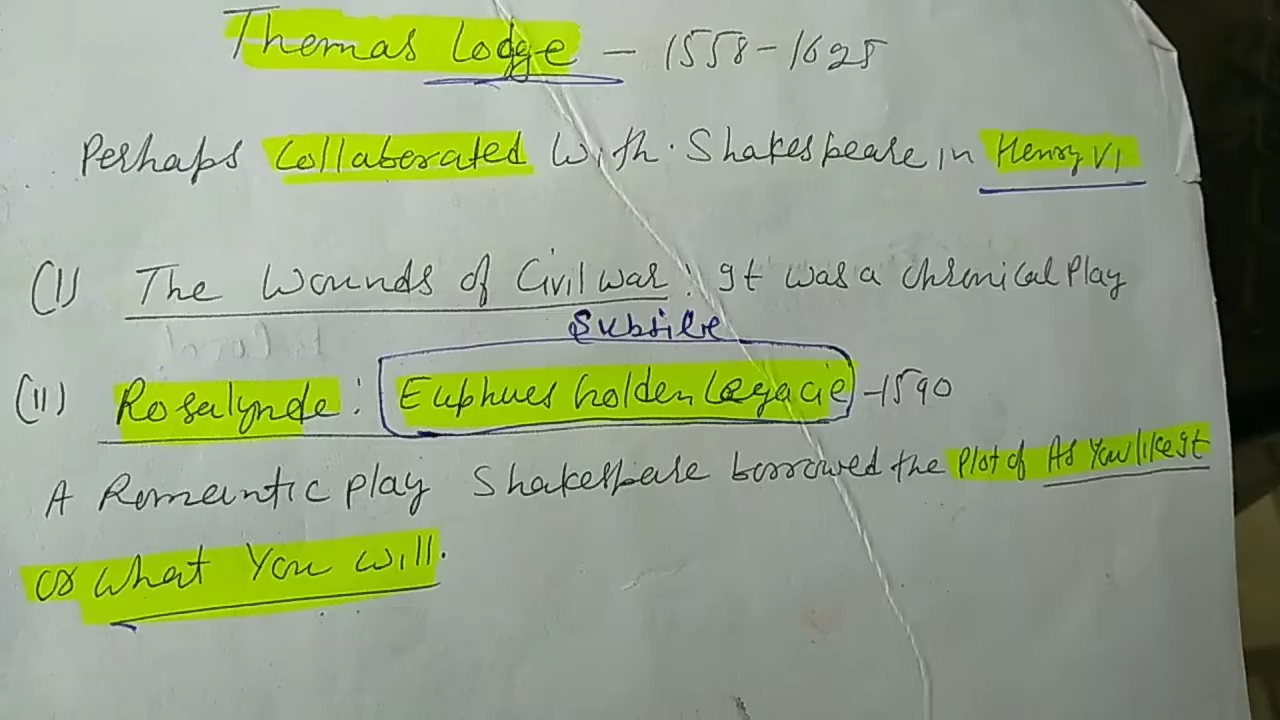 Thomas Lodge – 1558-1625
Perhaps Collaborated With Shakespeare in Henry VI
(I) The Wounds of Civil war : It was a Chronical Play
Subtile
(II) Rosalynde : Euphues Golden Legacie -1590
A Romantic play Shakespeare borrowed the Plot of As You like It
or What You Will.